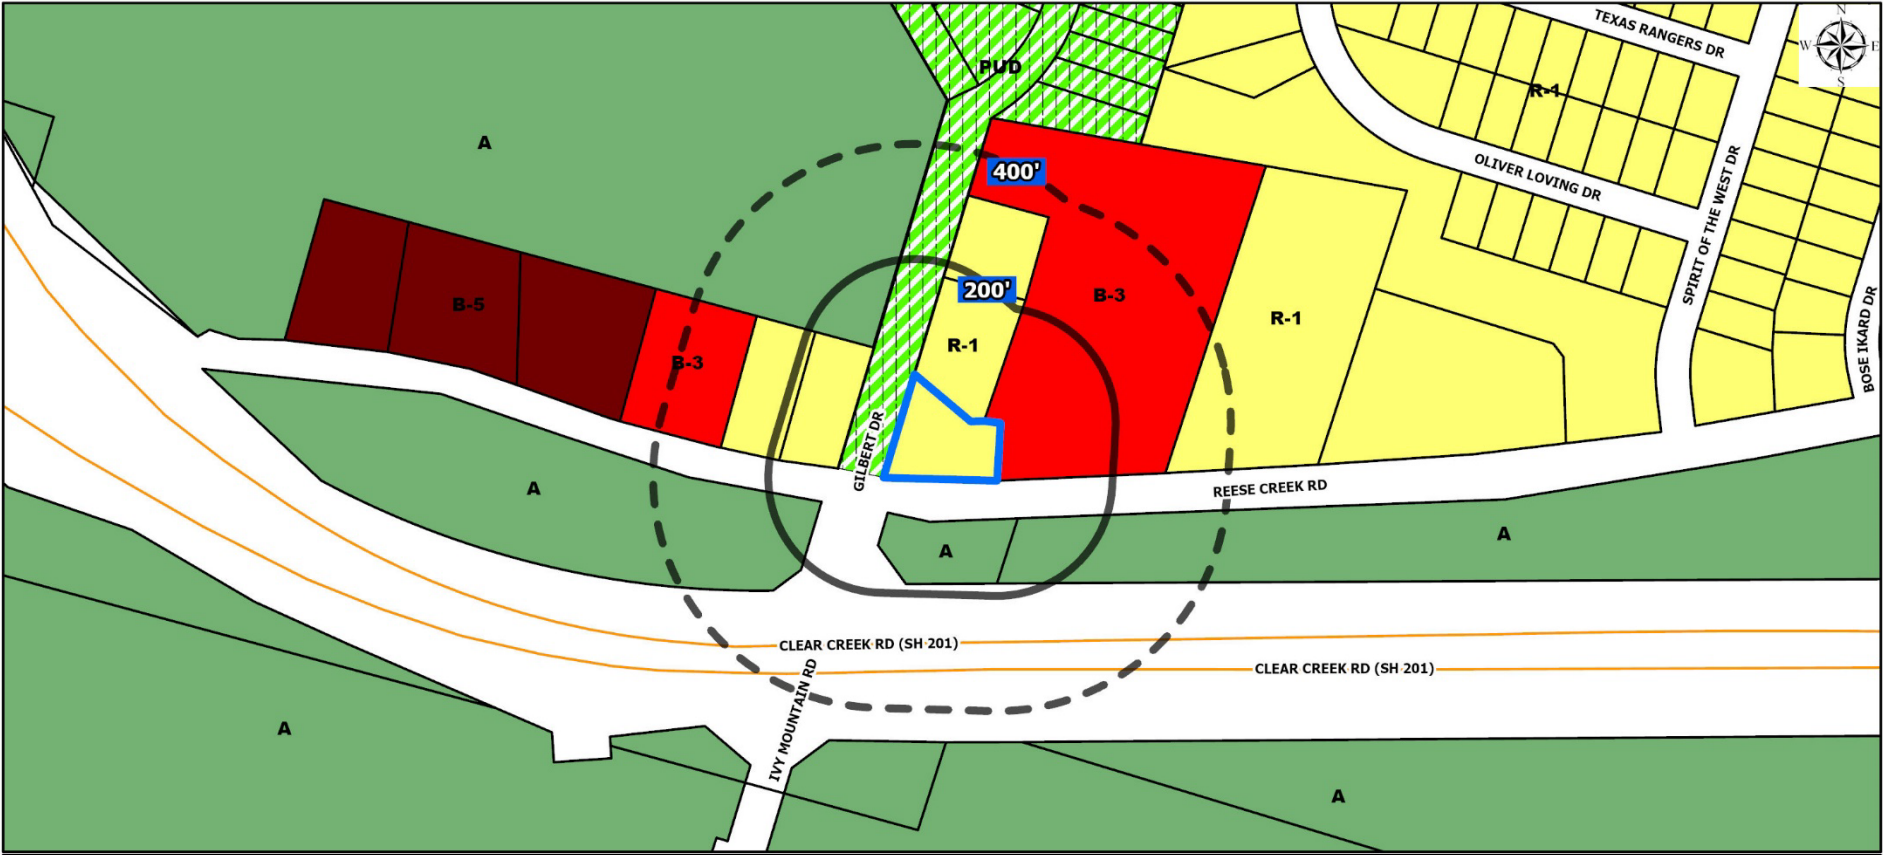 TEXAS RANGERS DR
N
W
E
S
PUD
R-1
A
400'
OLIVER LOVING DR
SPIRIT OF THE WEST DR
200'
B-5
B-3
R-1
R-1
B-3
BOSE IKARD DR
GILBERT DR
A
REESE CREEK RD
A
A
CLEAR CREEK RD (SH 201)
CLEAR CREEK RD (SH 201)
IVY MOUNTAIN RD
A
A